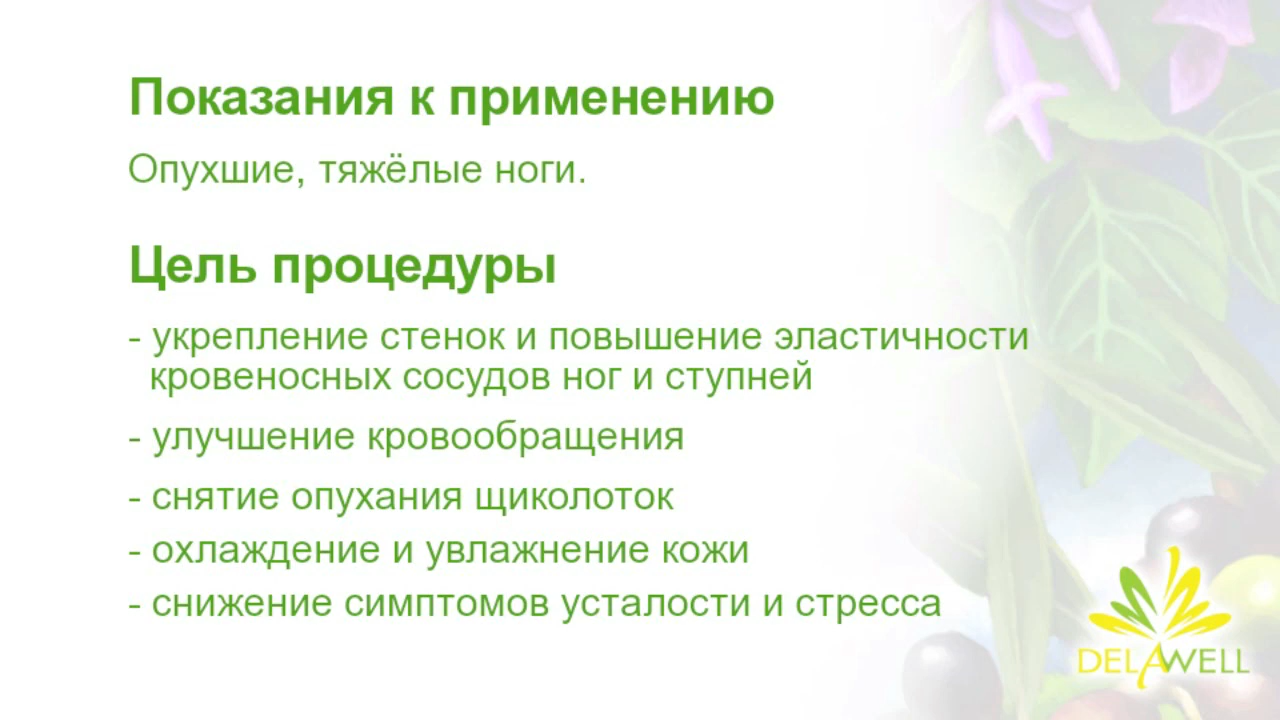 Показания к применению
Опухшие, тяжёлые ноги.
Цель процедуры
- укрепление стенок и повышение эластичности
кровеносных сосудов ног и ступней
- улучшение кровообращения
- снятие опухания щиколоток
- охлаждение и увлажнение кожи
- снижение симптомов усталости и стресса
DELAWELL